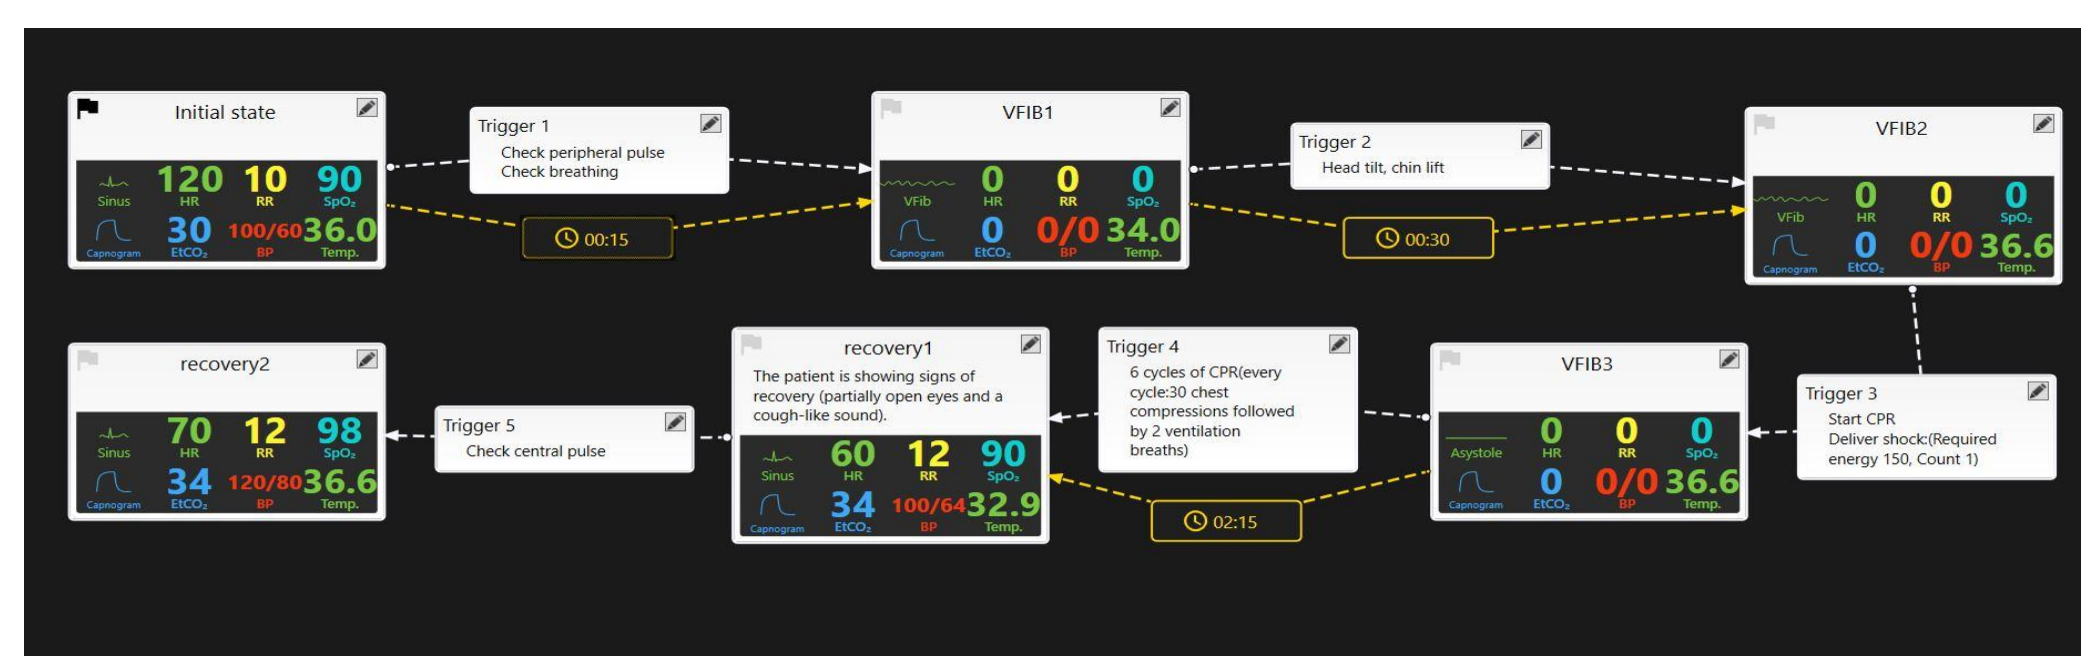 Initial state
120 10 90
Sinus HR RR SpO₂
30 100/60 36.0
Capnogram EtCO₂ BP Temp.
Trigger 1
Check peripheral pulse
Check breathing
00:15
VFIB1
0 0 0
VFib HR RR SpO₂
0 0/0 34.0
Capnogram EtCO₂ BP Temp.
Trigger 2
Head tilt, chin lift
00:30
VFIB2
0 0 0
VFib HR RR SpO₂
0 0/0 36.6
Capnogram EtCO₂ BP Temp.
Trigger 3
Start CPR
Deliver shock:(Required
energy 150, Count 1)
VFIB3
0 0 0
Asystole HR RR SpO₂
0 0/0 36.6
Capnogram EtCO₂ BP Temp.
Trigger 4
6 cycles of CPR(every
cycle:30 chest
compressions followed
by 2 ventilation
breaths)
02:15
recovery1
The patient is showing signs of
recovery (partially open eyes and a
cough-like sound).
60 12 90
Sinus HR RR SpO₂
34 100/64 32.9
Capnogram EtCO₂ BP Temp.
Trigger 5
Check central pulse
recovery2
70 12 98
Sinus HR RR SpO₂
34 120/80 36.6
Capnogram EtCO₂ BP Temp.